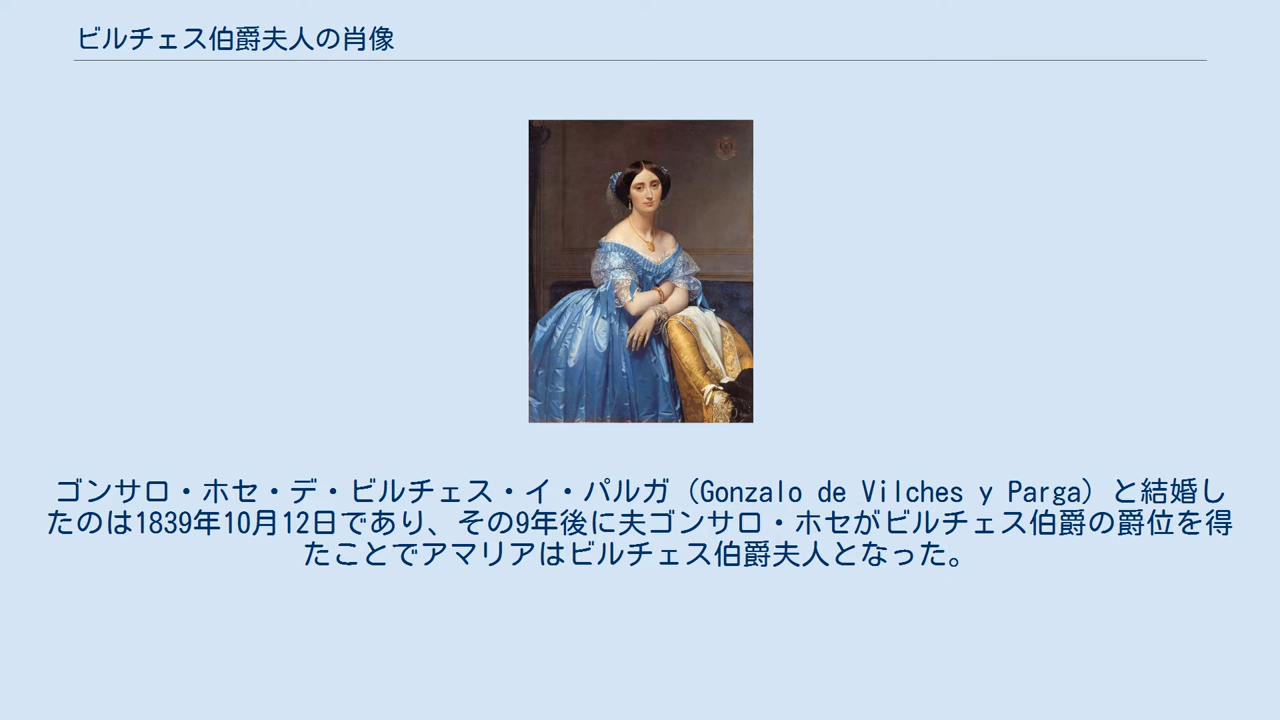 ビルチェス伯爵夫人の肖像
ゴンサロ・ホセ・デ・ビルチェス・イ・パルガ（Gonzalo de Vilches y Parga）と結婚し
たのは1839年10月12日であり、その9年後に夫ゴンサロ・ホセがビルチェス伯爵の爵位を得
たことでアマリアはビルチェス伯爵夫人となった。